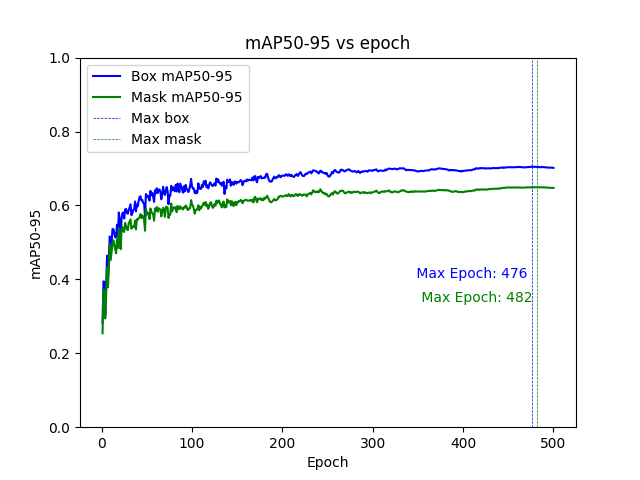 mAP50-95 vs epoch
1.0
0.8
0.6
0.4
0.2
0.0
mAP50-95
Box mAP50-95
Mask mAP50-95
Max box
Max mask
Max Epoch: 476
Max Epoch: 482
0
100
200
300
400
500
Epoch